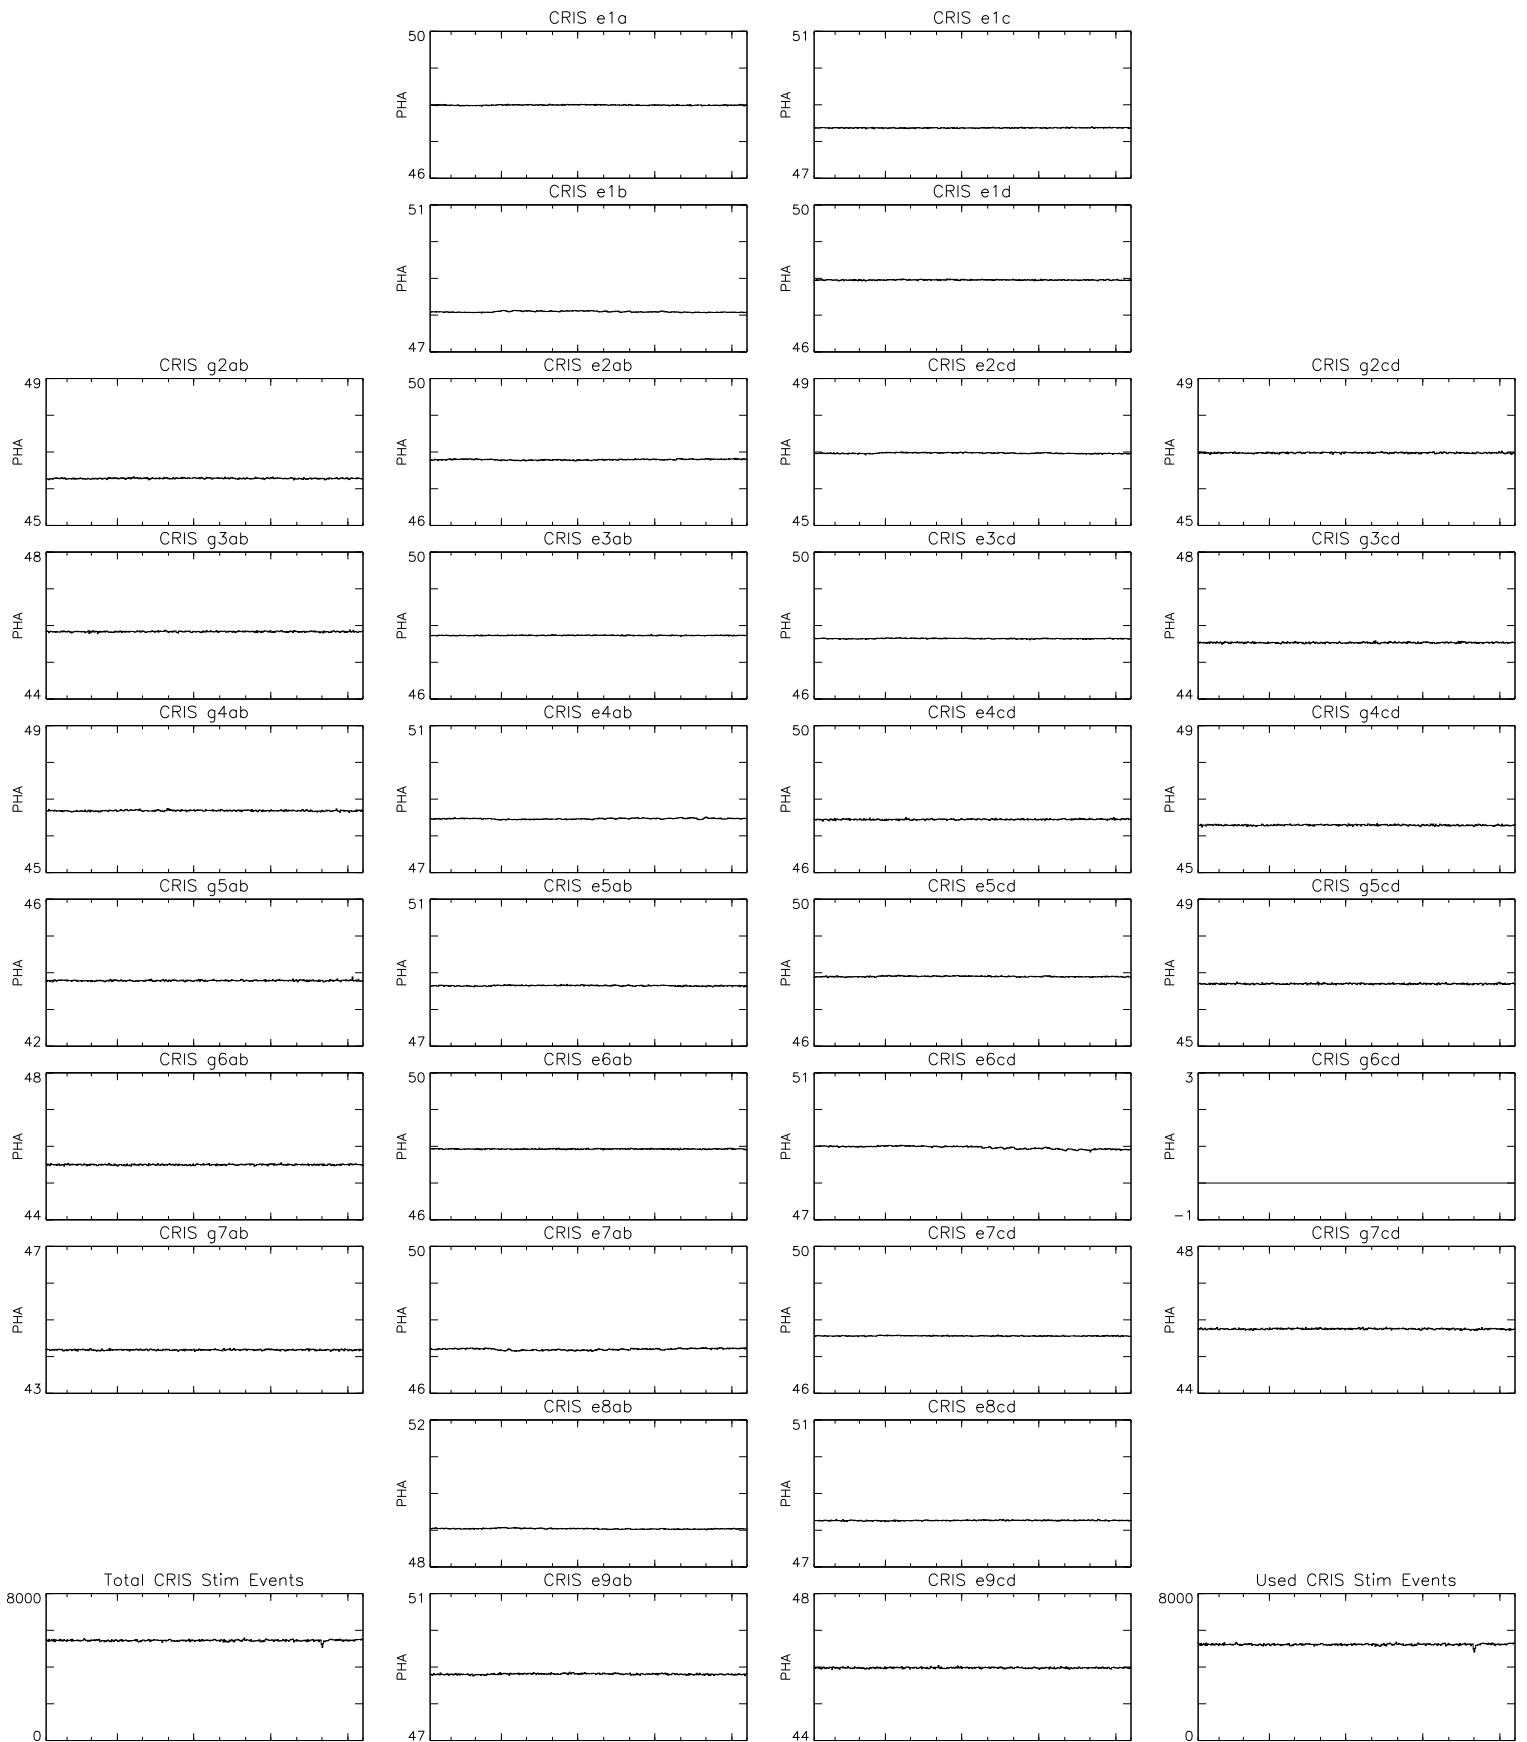 CRIS e1a
CRIS e1c
50
PHA
46
51
PHA
47
CRIS e1b
CRIS e1d
51
PHA
47
50
PHA
46
CRIS g2ab
CRIS e2ab
CRIS e2cd
CRIS g2cd
49
PHA
45
50
PHA
46
49
PHA
45
49
PHA
45
CRIS g3ab
CRIS e3ab
CRIS e3cd
CRIS g3cd
48
PHA
44
50
PHA
46
50
PHA
46
48
PHA
44
CRIS g4ab
CRIS e4ab
CRIS e4cd
CRIS g4cd
49
PHA
45
51
PHA
47
50
PHA
46
49
PHA
45
CRIS g5ab
CRIS e5ab
CRIS e5cd
CRIS g5cd
46
PHA
42
51
PHA
47
50
PHA
46
49
PHA
45
CRIS g6ab
CRIS e6ab
CRIS e6cd
CRIS g6cd
48
PHA
44
50
PHA
46
51
PHA
47
3
PHA
-1
CRIS g7ab
CRIS e7ab
CRIS e7cd
CRIS g7cd
47
PHA
43
50
PHA
46
50
PHA
46
48
PHA
44
CRIS e8ab
CRIS e8cd
52
PHA
48
51
PHA
47
Total CRIS Stim Events
CRIS e9ab
CRIS e9cd
Used CRIS Stim Events
8000
0
51
PHA
47
48
PHA
44
8000
0